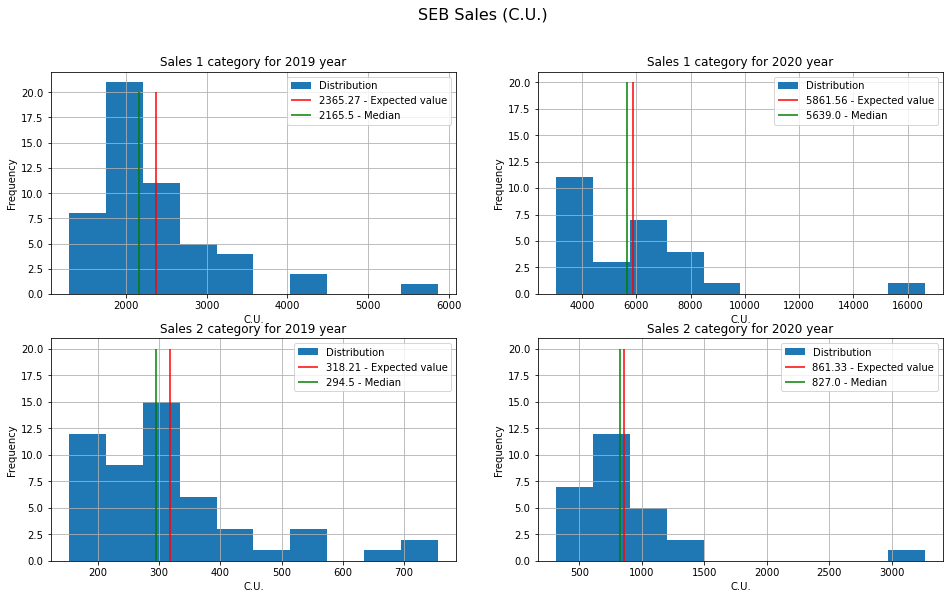 SEB Sales (C.U.)
Sales 1 category for 2019 year
Distribution
2365.27 - Expected value
2165.5 - Median
Frequency
20.0
17.5
15.0
12.5
10.0
7.5
5.0
2.5
0.0
2000 3000 4000 5000 6000
C.U.
Sales 1 category for 2020 year
Distribution
5861.56 - Expected value
5639.0 - Median
Frequency
20.0
17.5
15.0
12.5
10.0
7.5
5.0
2.5
0.0
4000 6000 8000 10000 12000 14000 16000
C.U.
Sales 2 category for 2019 year
Distribution
318.21 - Expected value
294.5 - Median
Frequency
20.0
17.5
15.0
12.5
10.0
7.5
5.0
2.5
0.0
200 300 400 500 600 700
C.U.
Sales 2 category for 2020 year
Distribution
861.33 - Expected value
827.0 - Median
Frequency
20.0
17.5
15.0
12.5
10.0
7.5
5.0
2.5
0.0
500 1000 1500 2000 2500 3000
C.U.